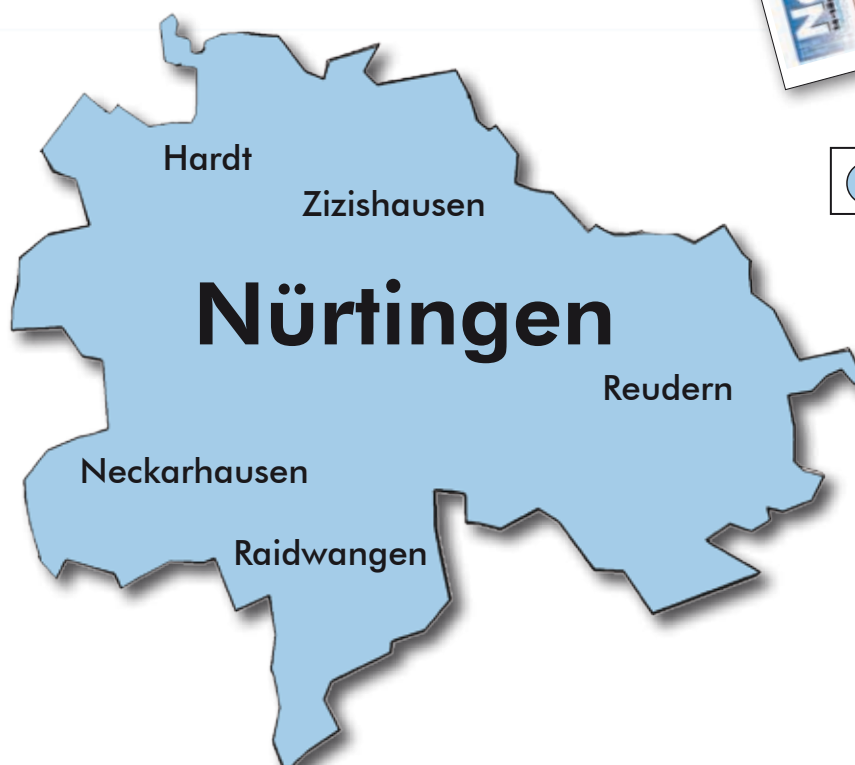 Hardt
Zizishausen
Nürtingen
Reudern
Neckarhausen
Raidwangen